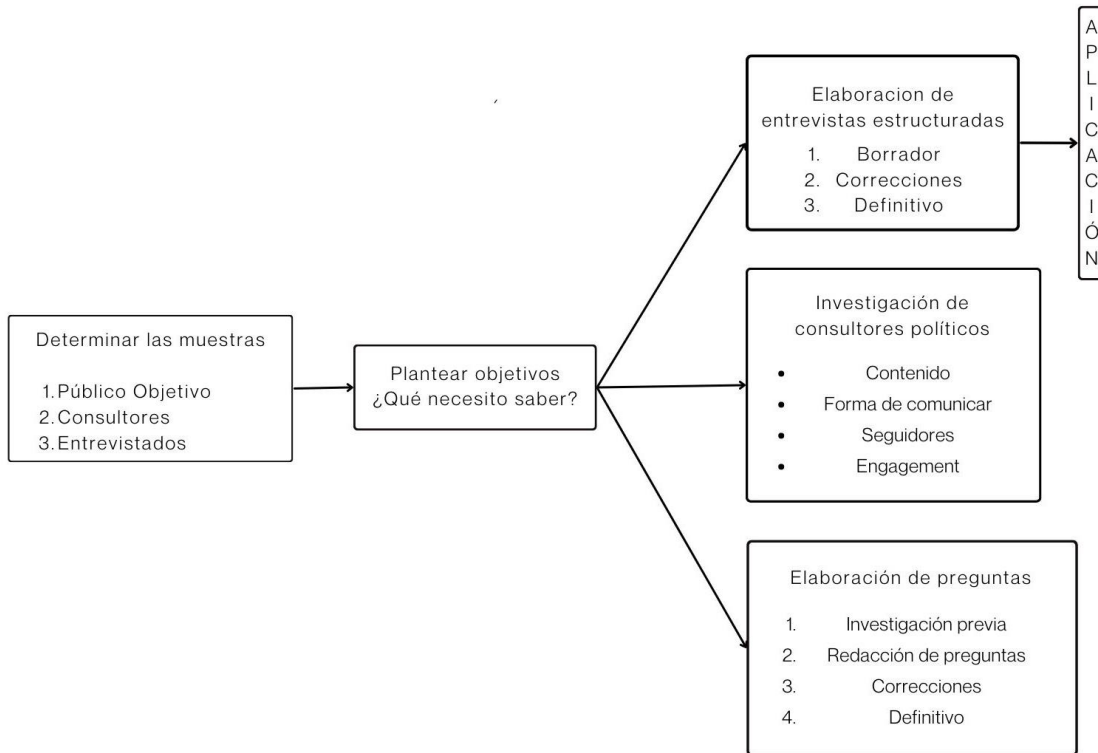 Determinar las muestras
1.Público Objetivo
2.Consultores
3.Entrevistados
Plantear objetivos
¿Qué necesito saber?
Elaboracion de
entrevistas estructuradas
1. Borrador
2. Correcciones
3. Definitivo
APLICACIÓN
Investigación de
consultores políticos
• Contenido
• Forma de comunicar
• Seguidores
• Engagement
Elaboración de preguntas
1. Investigación previa
2. Redacción de preguntas
3. Correcciones
4. Definitivo